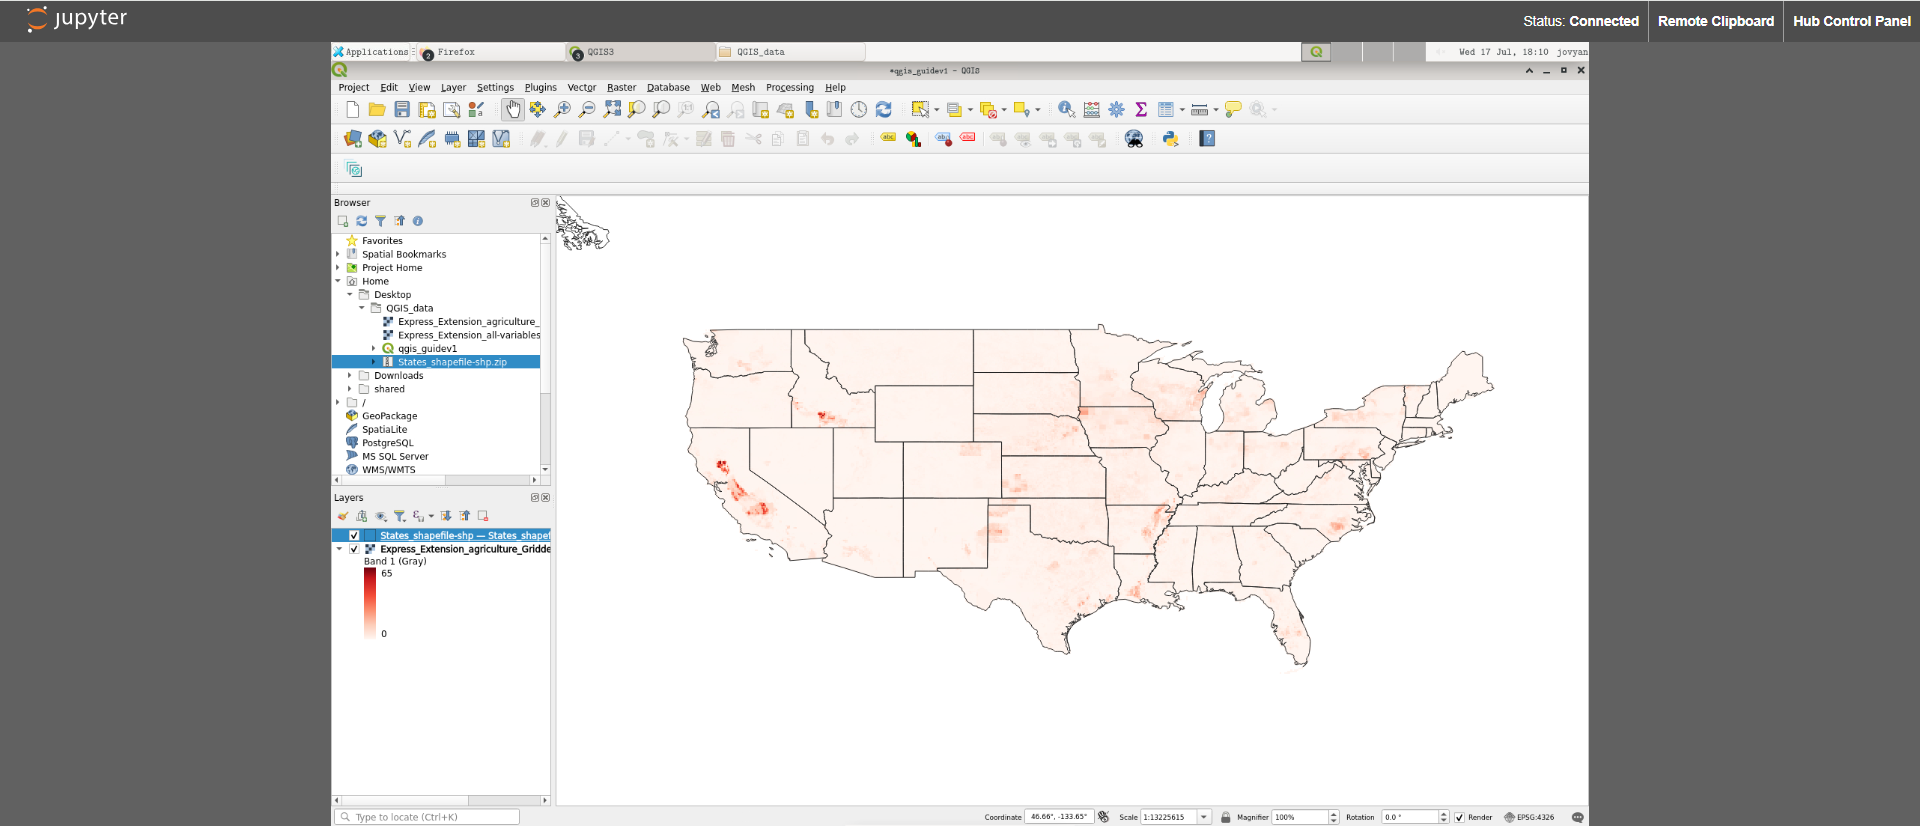 jupyter
Status: Connected Remote Clipboard Hub Control Panel
Applications 2 Firefox 3 QGIS3 QGIS_data Wed 17 Jul, 18:10 jovyan
*qgis_guidev1 - QGIS
Project Edit View Layer Settings Plugins Vector Raster Database Web Mesh Processing Help
Browser
Favorites
Spatial Bookmarks
Project Home
Home
Desktop
QGIS_data
Express_Extension_agriculture_
Express_Extension_all-variables
qgis_guidev1
States_shapefile-shp.zip
Downloads
shared
/
GeoPackage
SpatiaLite
PostgreSQL
MS SQL Server
WMS/WMTS
Layers
States_shapefile-shp — States_shapef
Express_Extension_agriculture_Gridde
Band 1 (Gray)
65
0
Type to locate (Ctrl+K)
Coordinate 46.66°, -133.65° Scale 1:13225615 Magnifier 100% Rotation 0.0 ° Render EPSG:4326